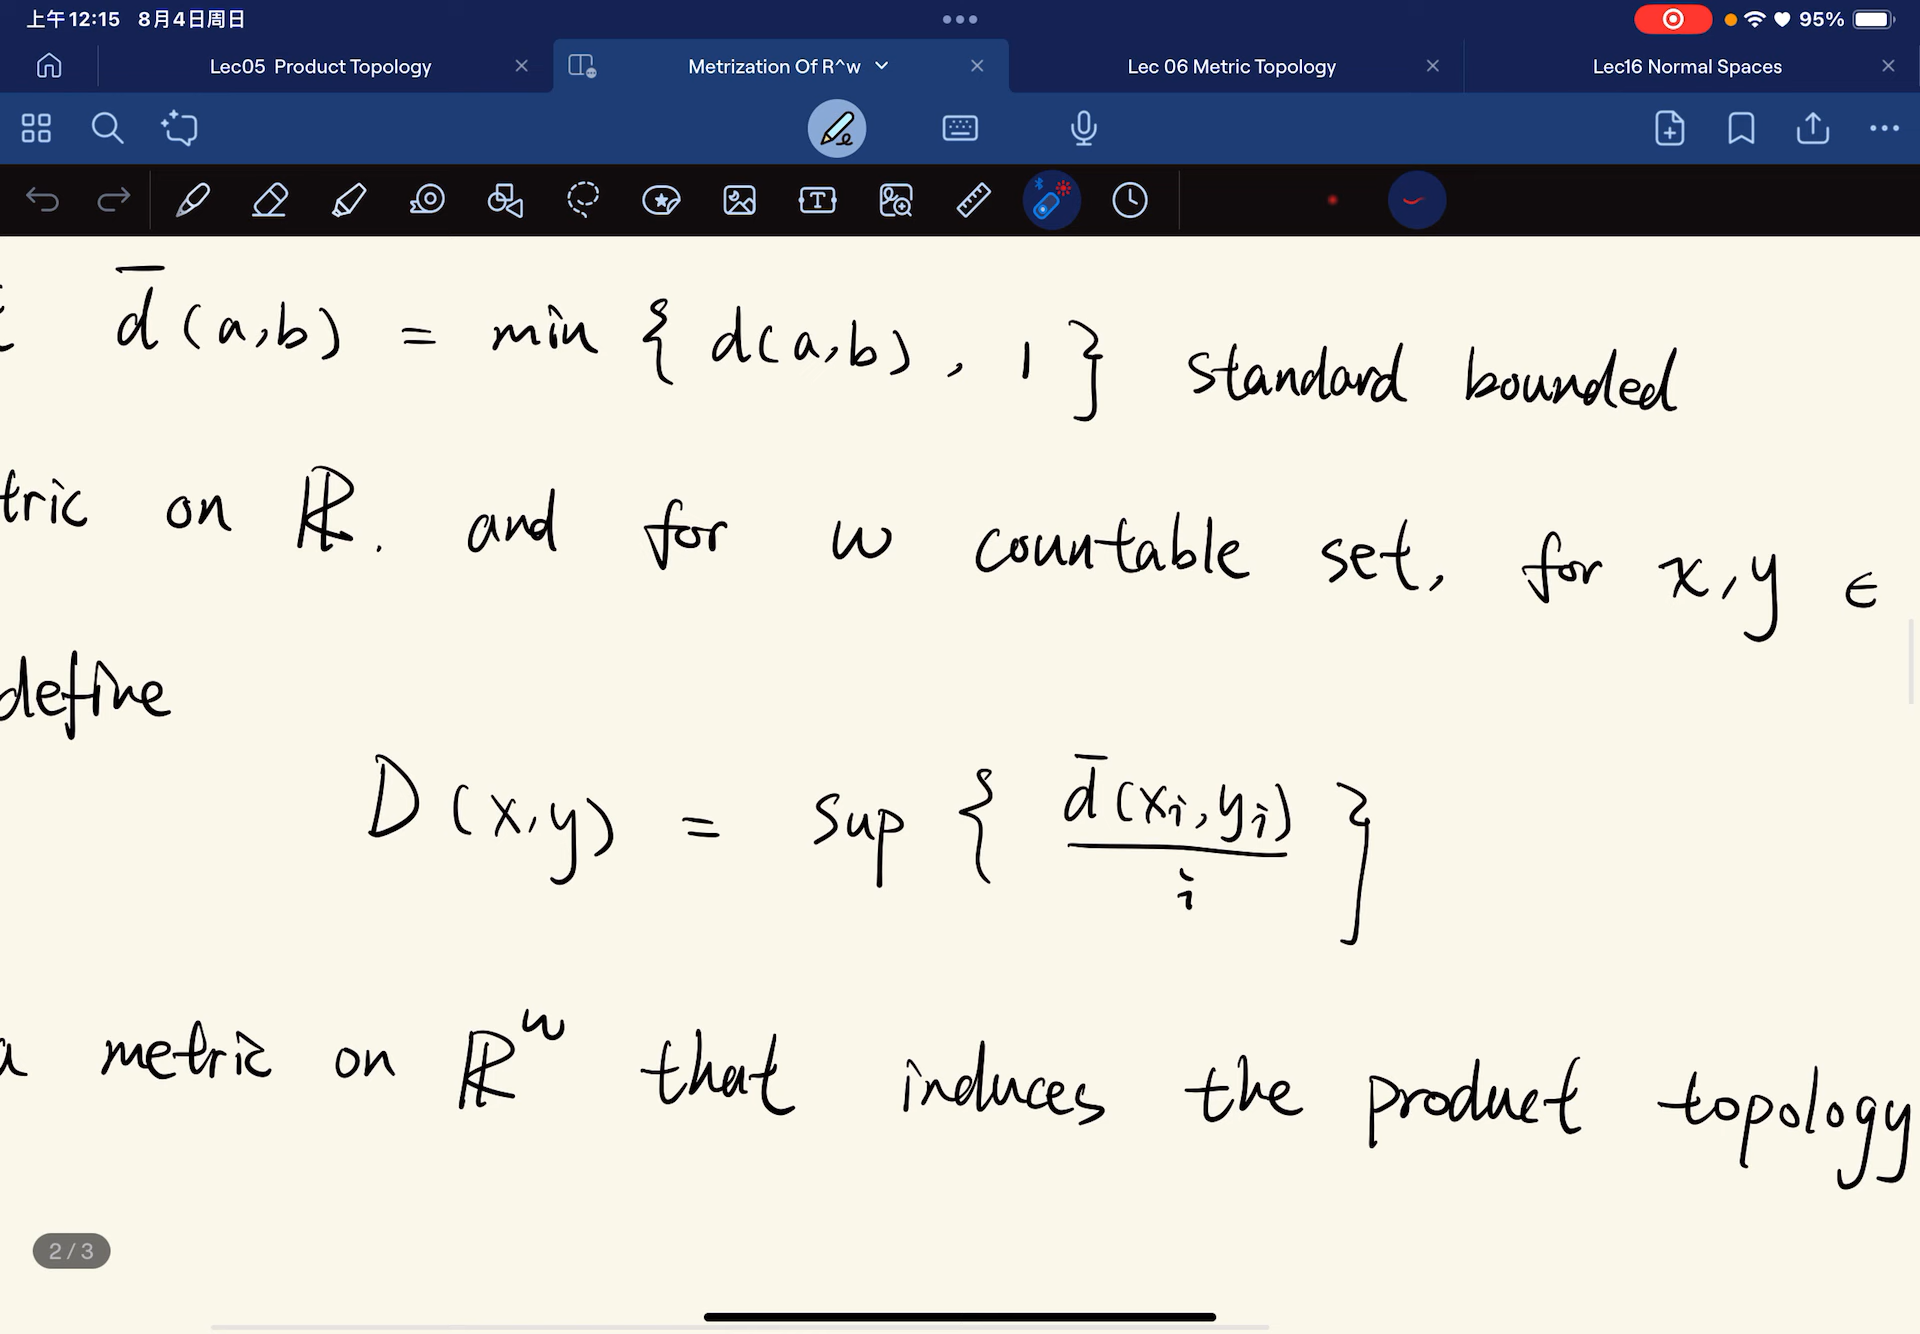 上午12:15 8月4日周日 95%
Lec05 Product Topology Metrization Of R^w Lec 06 Metric Topology Lec16 Normal Spaces
d̅(a,b) = min { d(a,b), 1 } standard bounded
tric on ℝ. and for w countable set, for x,y ∈
define
D(x,y) = sup { d̅(xᵢ,yᵢ) / i }
a metric on ℝʷ that induces the product topology
2 / 3